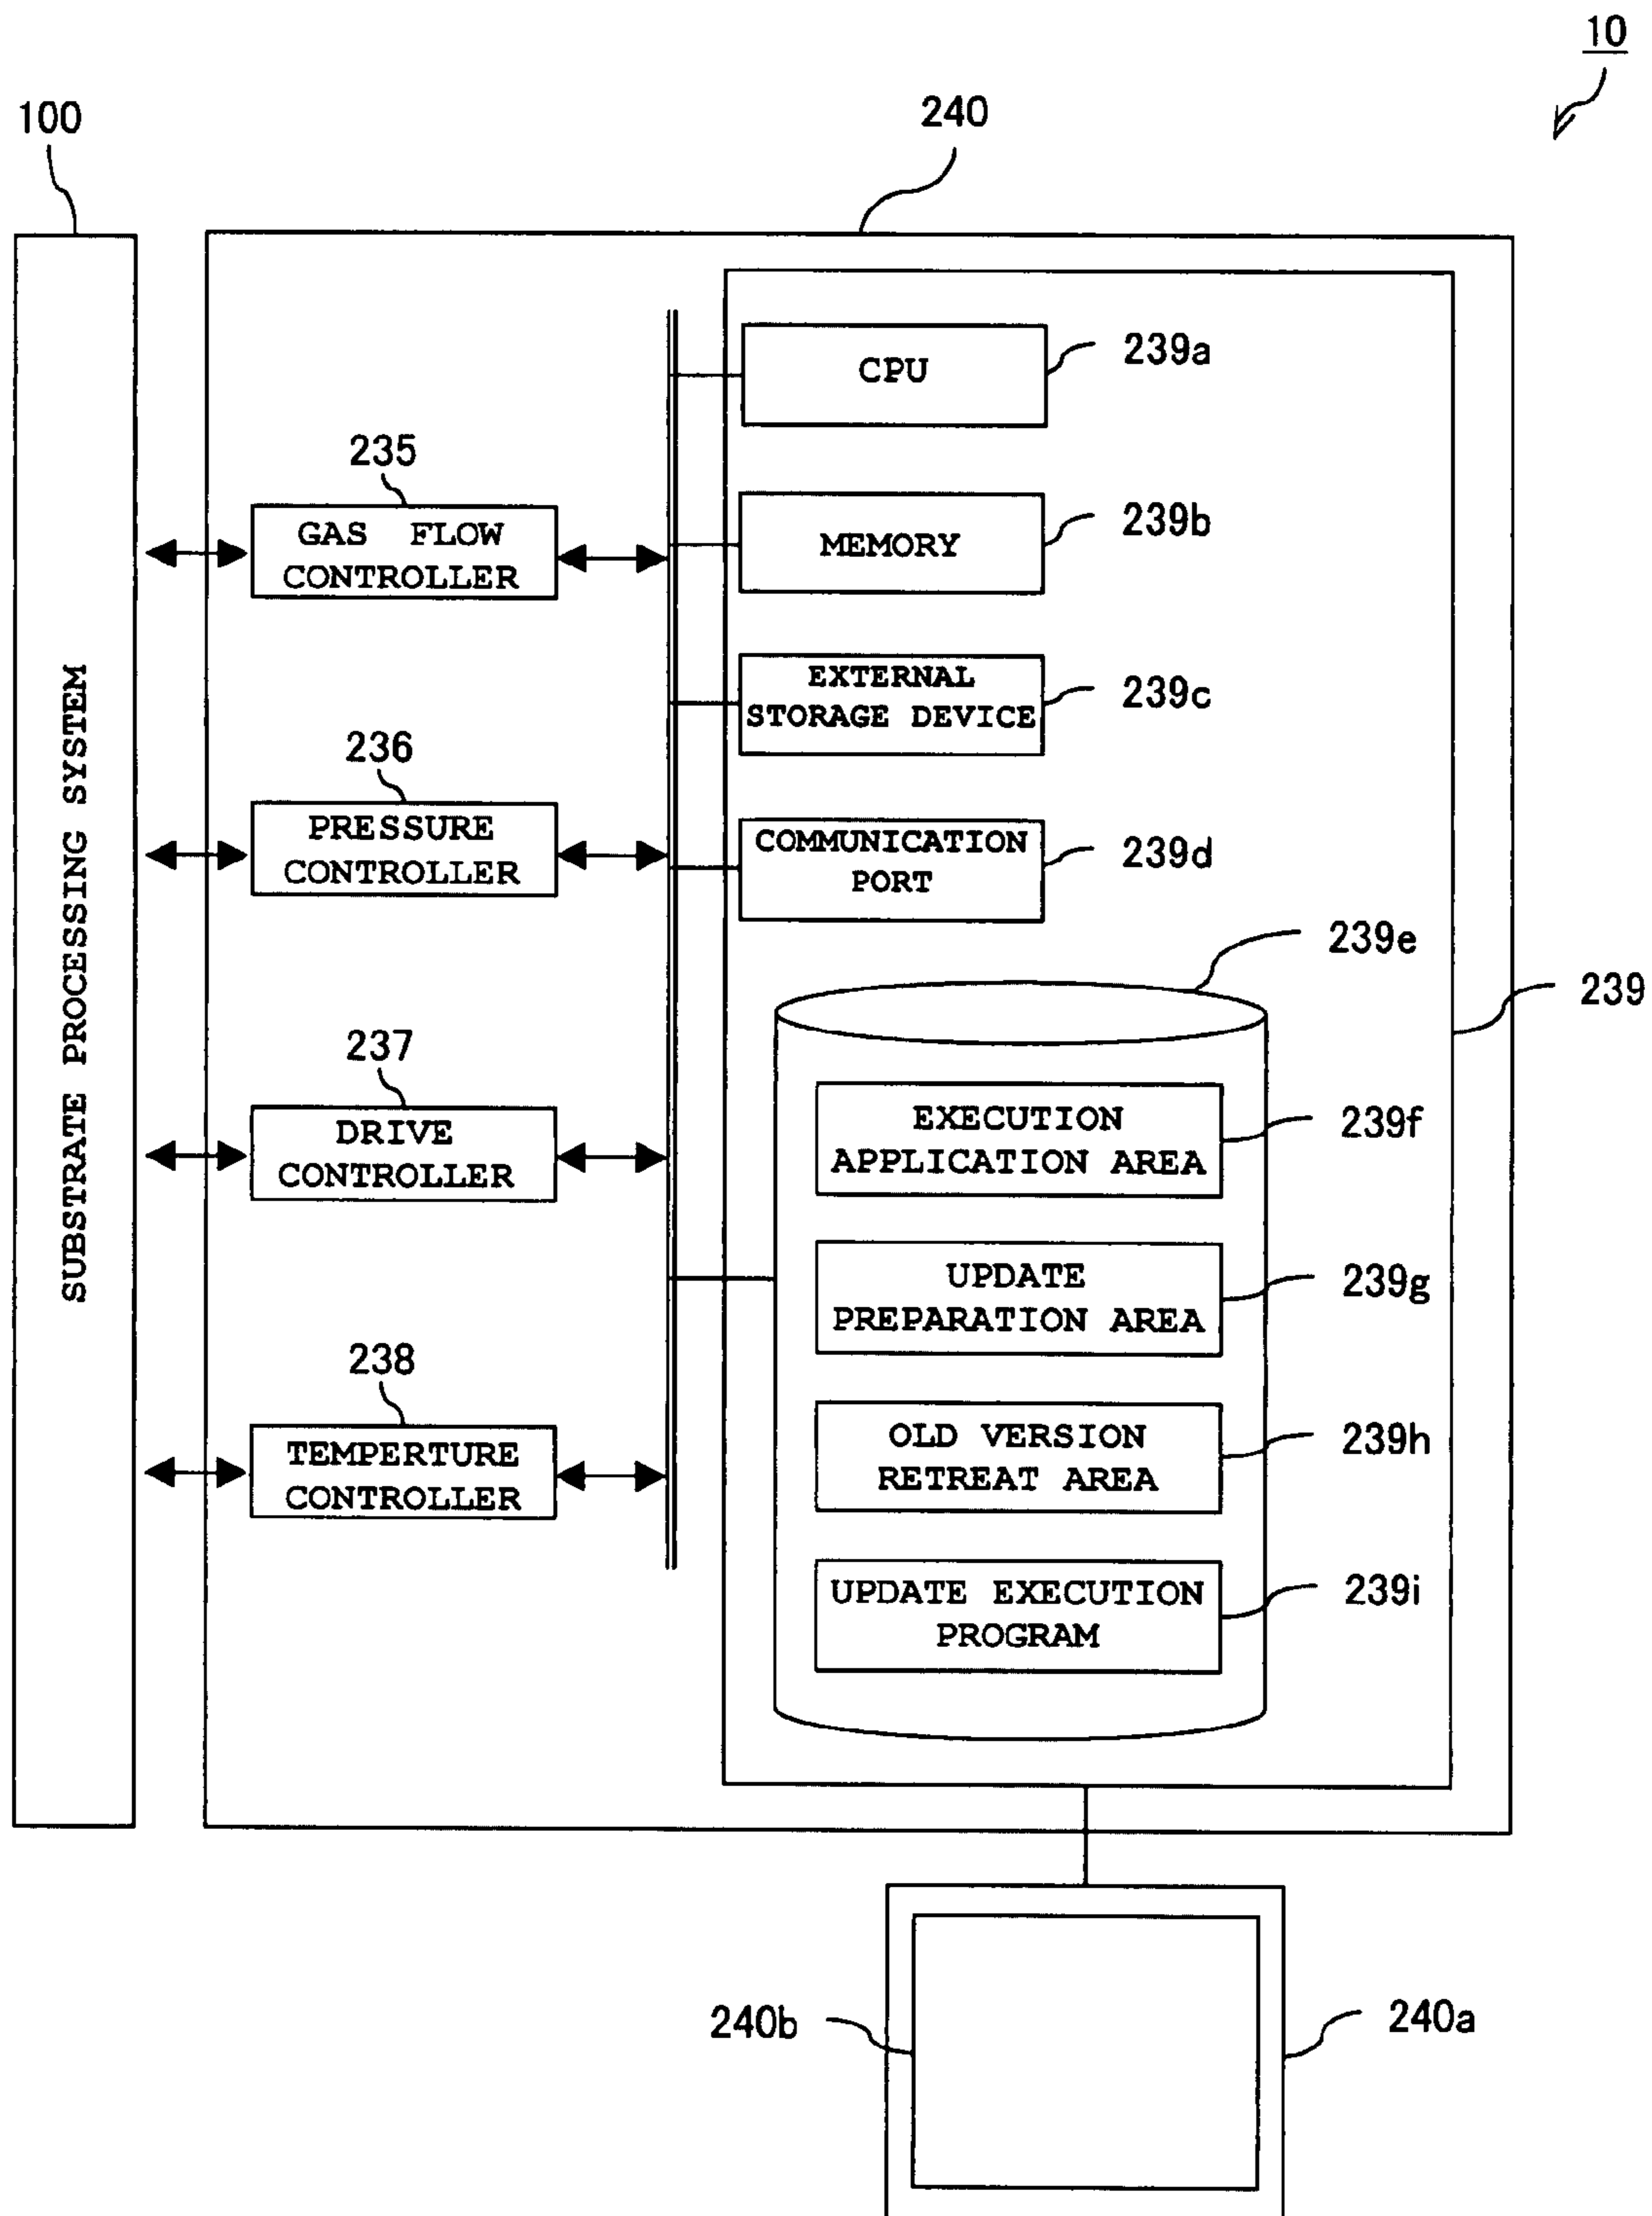 10
100
240
SUBSTRATE PROCESSING SYSTEM
CPU
239a
235
GAS FLOW
CONTROLLER
MEMORY
239b
EXTERNAL
STORAGE DEVICE
239c
236
PRESSURE
CONTROLLER
COMMUNICATION
PORT
239d
239e
239
237
DRIVE
CONTROLLER
EXECUTION
APPLICATION AREA
239f
UPDATE
PREPARATION AREA
239g
238
TEMPERTURE
CONTROLLER
OLD VERSION
RETREAT AREA
239h
UPDATE EXECUTION
PROGRAM
239i
240b
240a